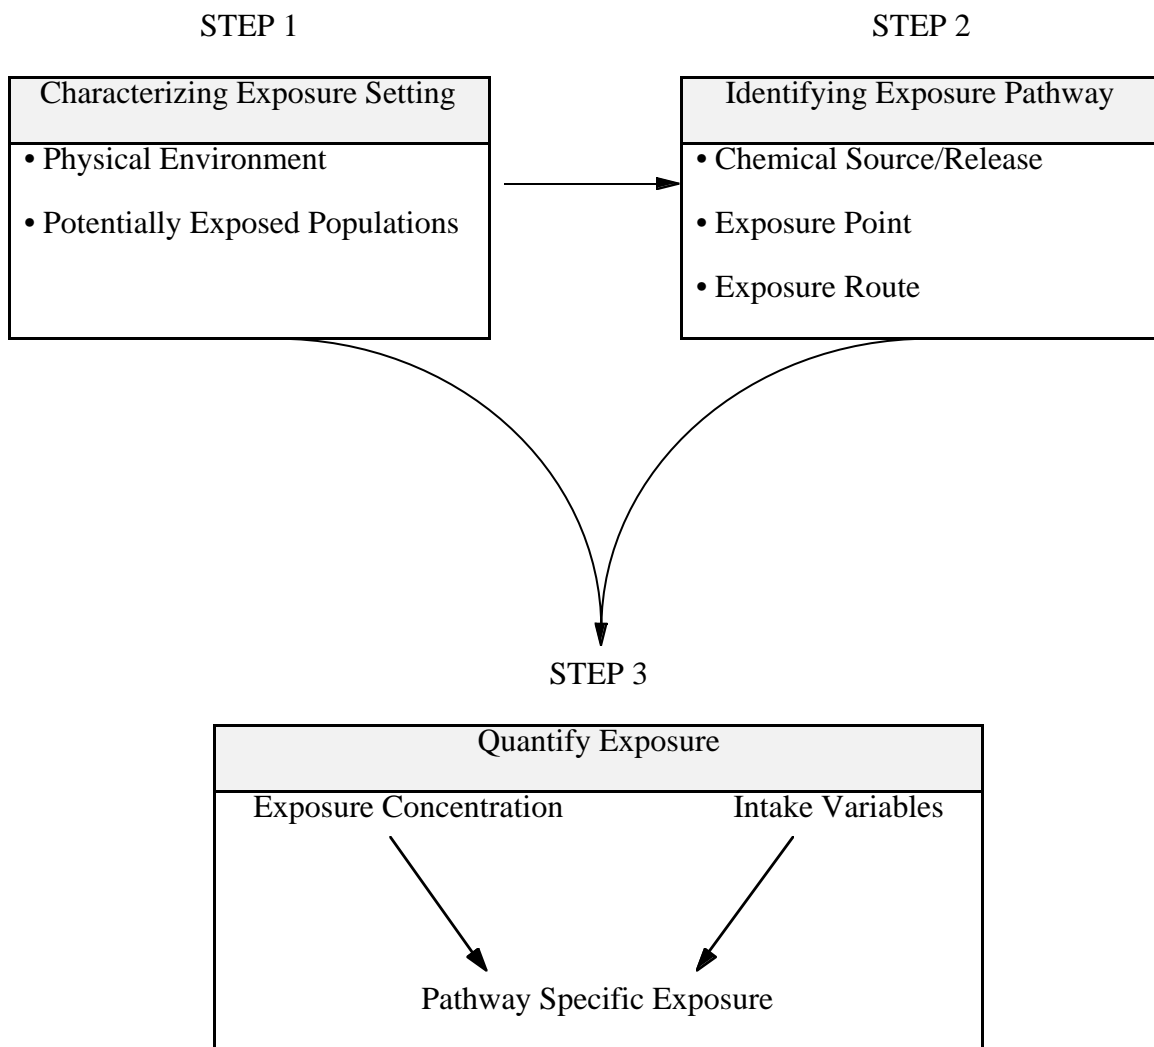 STEP 1
STEP 2
Characterizing Exposure Setting
• Physical Environment
• Potentially Exposed Populations
Identifying Exposure Pathway
• Chemical Source/Release
• Exposure Point
• Exposure Route
STEP 3
Quantify Exposure
Exposure Concentration
Intake Variables
Pathway Specific Exposure